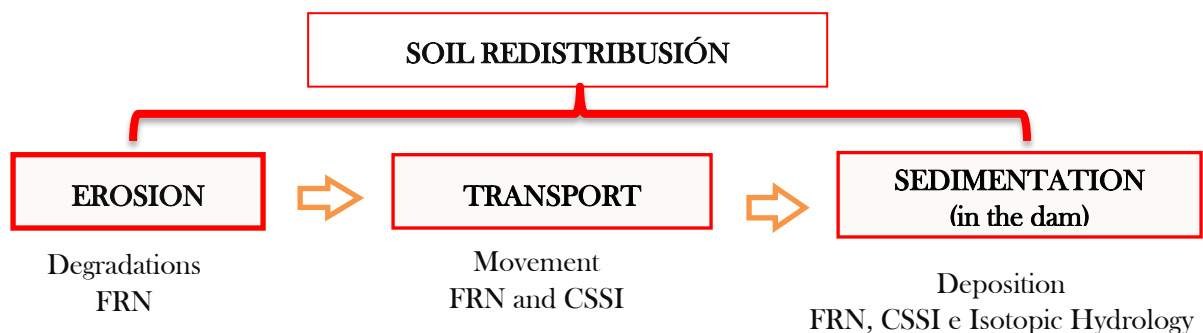 SOIL REDISTRIBUSIÓN
EROSION
TRANSPORT
SEDIMENTATION
(in the dam)
Degradations
FRN
Movement
FRN and CSSI
Deposition
FRN, CSSI e Isotopic Hydrology